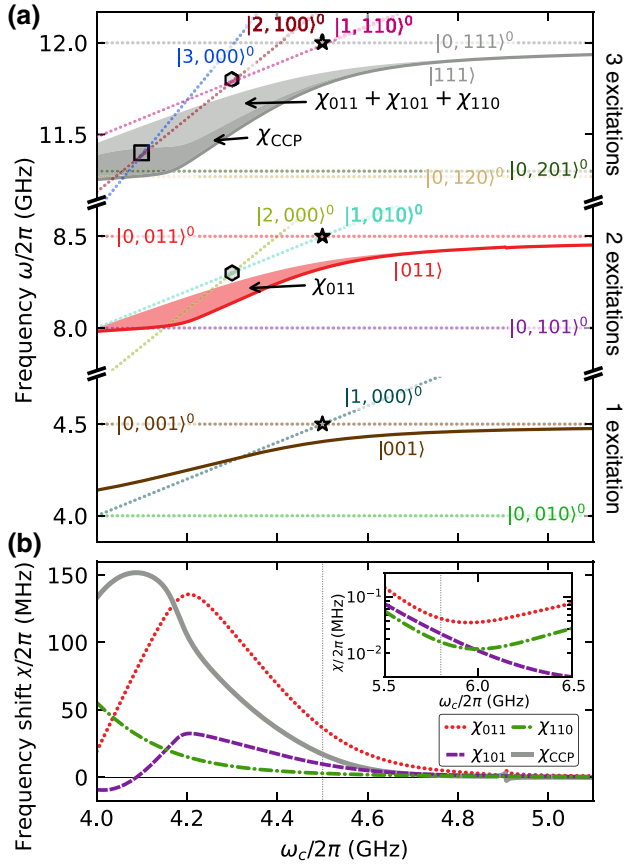 (a)
|3,000⟩⁰
|2,100⟩⁰
|1,110⟩⁰
12.0
|0,111⟩⁰
|111⟩
χ₀₁₁ + χ₁₀₁ + χ₁₁₀
χCCP
11.5
|0,201⟩⁰
|0,120⟩⁰
3 excitations
|2,000⟩⁰
|1,010⟩⁰
8.5
|0,011⟩⁰
|011⟩
χ₀₁₁
8.0
|0,101⟩⁰
2 excitations
Frequency ω/2π (GHz)
|1,000⟩⁰
4.5
|0,001⟩⁰
|001⟩
4.0
|0,010⟩⁰
1 excitation
(b)
Frequency shift χ/2π (MHz)
150
100
50
0
χ/2π (MHz)
10⁻¹
10⁻²
5.5
6.0
6.5
ωc/2π
(GHz)
χ₀₁₁
χ₁₁₀
χ₁₀₁
χCCP
4.0
4.2
4.4
4.6
4.8
5.0
ωc/2π (GHz)